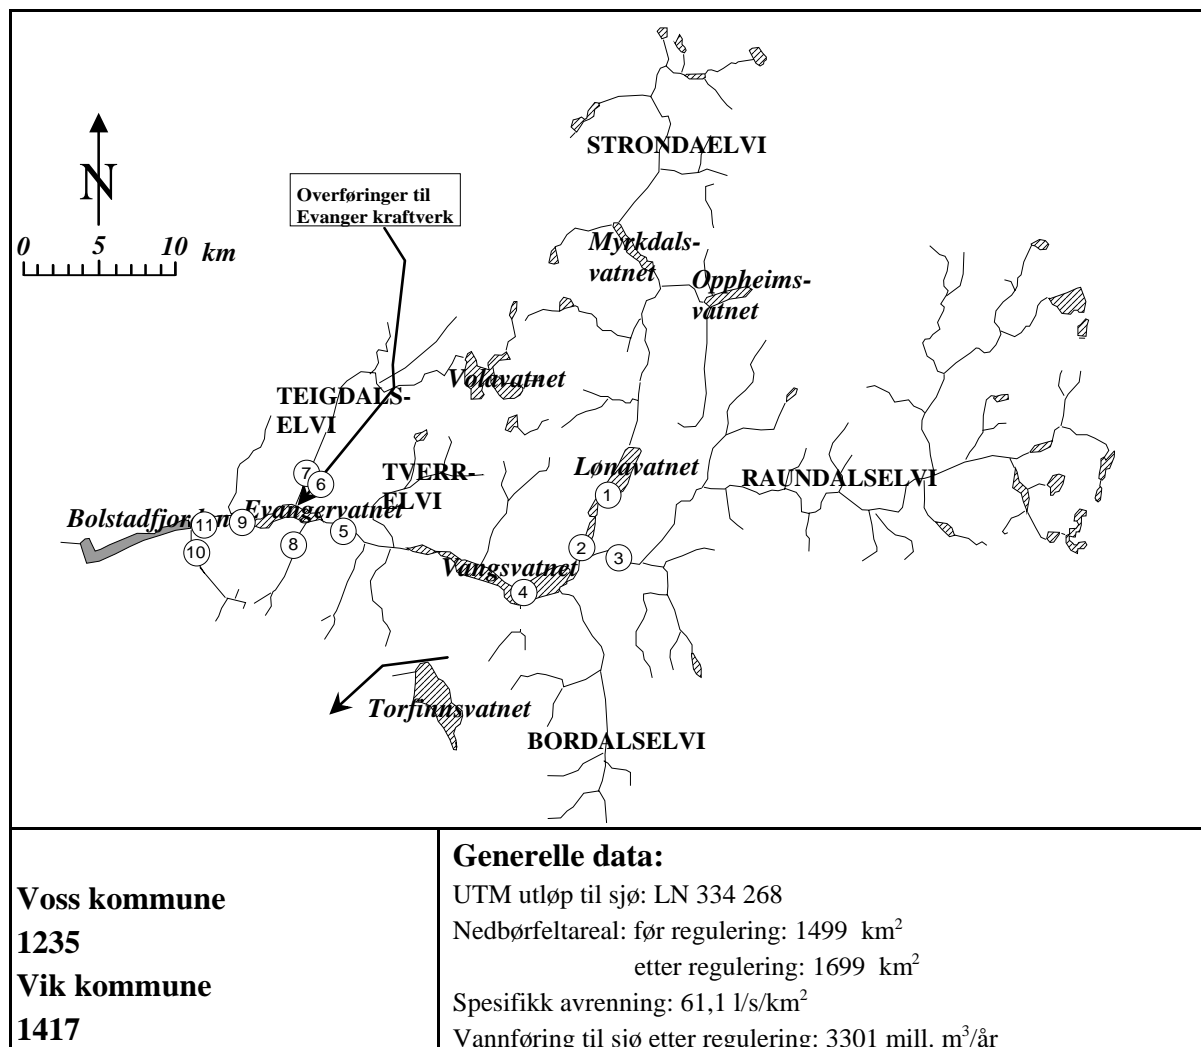 STRONDAELVI
N
Overføringer til
Evanger kraftverk
0 5 10 km
Myrkdals-
vatnet
Oppheims-
vatnet
Volavatnet
TEIGDALS-
ELVI
TVERR-
ELVI
Lønavatnet
RAUNDALSELVI
7
6
1
Bolstadfjorden
Evangervatnet
11
9
5
10
8
2
3
Vangsvatnet
4
Torfinnsvatnet
BORDALSELVI
Voss kommune
1235
Vik kommune
1417
Generelle data:
UTM utløp til sjø: LN 334 268
Nedbørfeltareal: før regulering: 1499 km²
etter regulering: 1699 km²
Spesifikk avrenning: 61,1 l/s/km²
Vannføring til sjø etter regulering: 3301 mill. m³/år